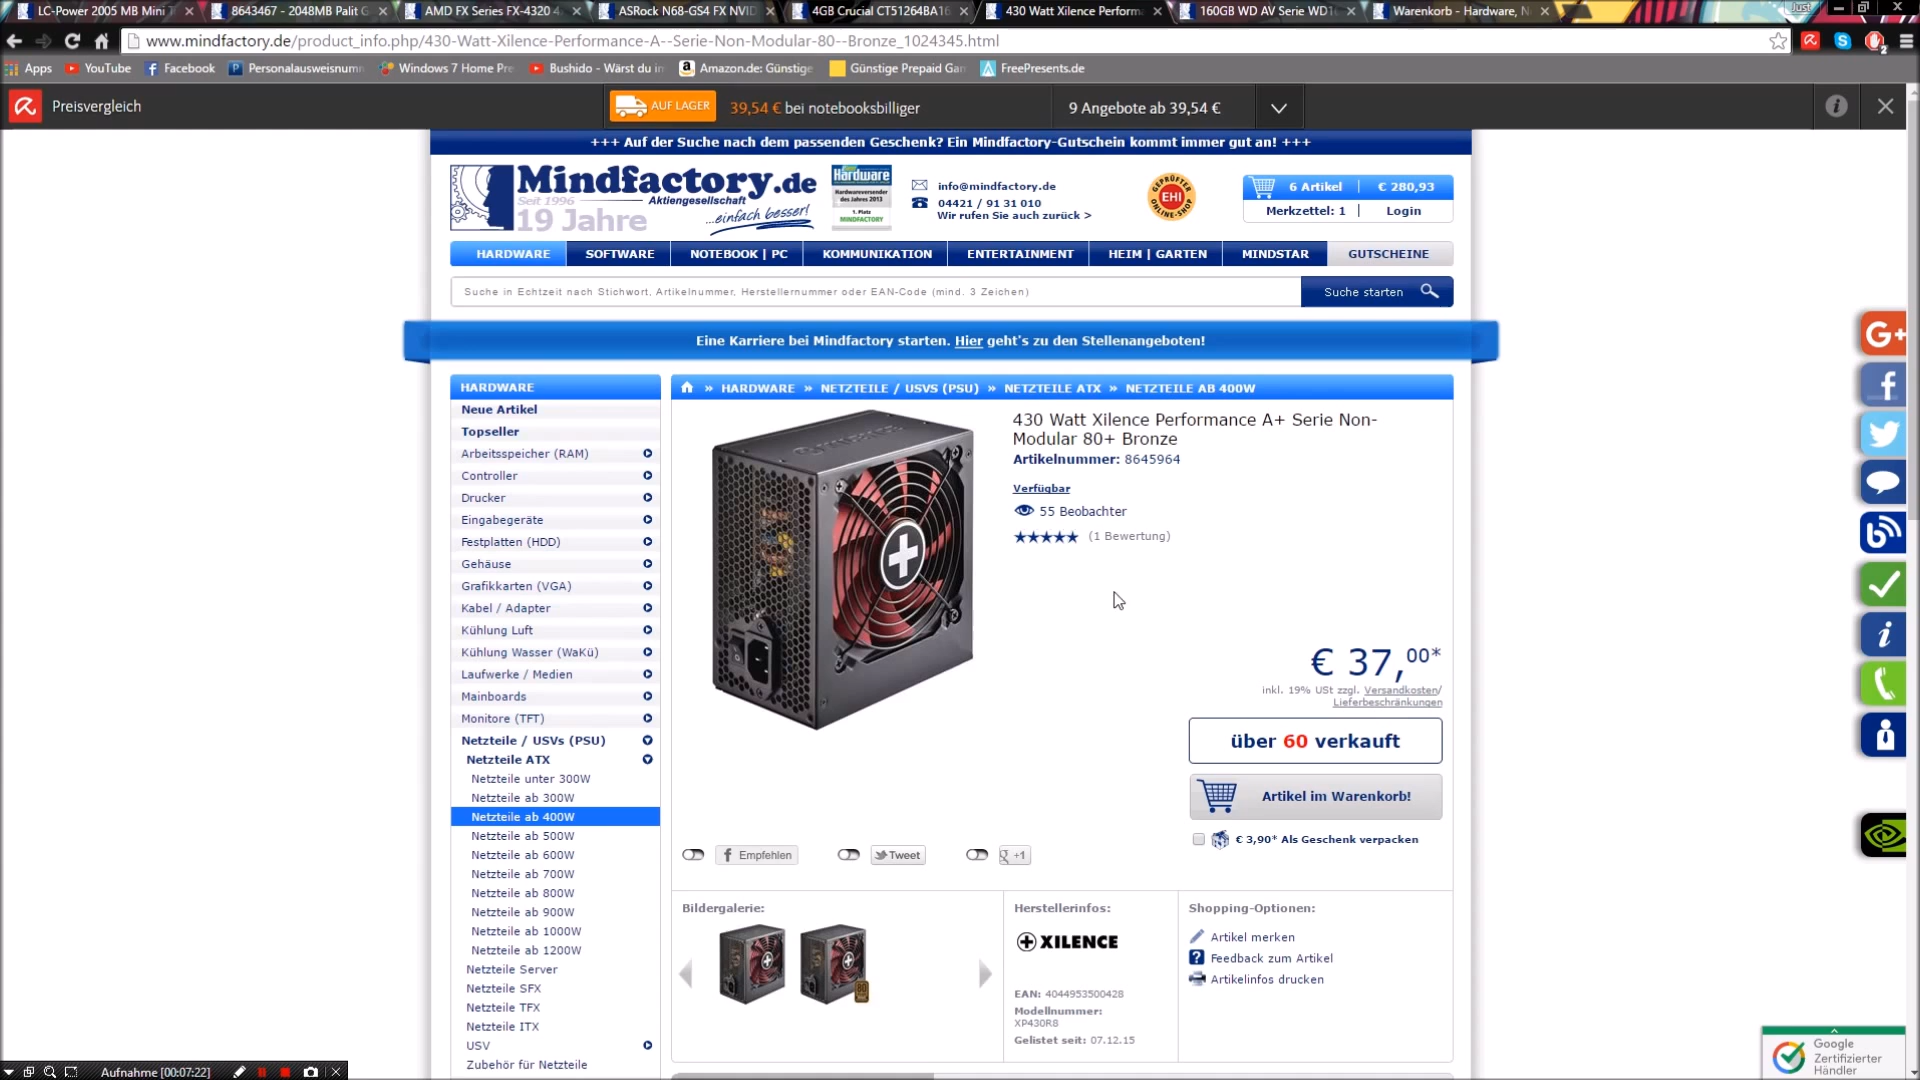 LC-Power 2005 MB Mini T
8643467 - 2048MB Palit G
AMD FX Series FX-4320 4
ASRock N68-GS4 FX NVID
4GB Crucial CT51264BA16
430 Watt Xilence Perform
160GB WD AV Serie WD1
Warenkorb - Hardware, N
Just
www.mindfactory.de/product_info.php/430-Watt-Xilence-Performance-A--Serie-Non-Modular-80--Bronze_1024345.html
Apps
YouTube
Facebook
Personalausweisnumm
Windows 7 Home Pre
Bushido - Wärst du in
Amazon.de: Günstige
Günstige Prepaid Gan
FreePresents.de
Preisvergleich
AUF LAGER
39,54 € bei notebooksbilliger
9 Angebote ab 39,54 €
+++ Auf der Suche nach dem passenden Geschenk? Ein Mindfactory-Gutschein kommt immer gut an! +++
Mindfactory.de
Seit 1996
Aktiengesellschaft
19 Jahre
...einfach besser!
Hardware
Hardwareversender
des Jahres 2013
1. Platz
MINDFACTORY
info@mindfactory.de
04421 / 91 31 010
Wir rufen Sie auch zurück >
GEPRÜFTER
EHI
ONLINE-SHOP
6 Artikel | € 280,93
Merkzettel: 1 | Login
HARDWARE
SOFTWARE
NOTEBOOK | PC
KOMMUNIKATION
ENTERTAINMENT
HEIM | GARTEN
MINDSTAR
GUTSCHEINE
Suche in Echtzeit nach Stichwort, Artikelnummer, Herstellernummer oder EAN-Code (mind. 3 Zeichen)
Suche starten
Eine Karriere bei Mindfactory starten. Hier geht's zu den Stellenangeboten!
HARDWARE
Neue Artikel
Topseller
Arbeitsspeicher (RAM)
Controller
Drucker
Eingabegeräte
Festplatten (HDD)
Gehäuse
Grafikkarten (VGA)
Kabel / Adapter
Kühlung Luft
Kühlung Wasser (WaKü)
Laufwerke / Medien
Mainboards
Monitore (TFT)
Netzteile / USVs (PSU)
Netzteile ATX
Netzteile unter 300W
Netzteile ab 300W
Netzteile ab 400W
Netzteile ab 500W
Netzteile ab 600W
Netzteile ab 700W
Netzteile ab 800W
Netzteile ab 900W
Netzteile ab 1000W
Netzteile ab 1200W
Netzteile Server
Netzteile SFX
Netzteile TFX
Netzteile ITX
USV
Zubehör für Netzteile
» HARDWARE » NETZTEILE / USVS (PSU) » NETZTEILE ATX » NETZTEILE AB 400W
430 Watt Xilence Performance A+ Serie Non-
Modular 80+ Bronze
Artikelnummer: 8645964
Verfügbar
55 Beobachter
(1 Bewertung)
€ 37,00*
inkl. 19% USt zzgl. Versandkosten/
Lieferbeschränkungen
über 60 verkauft
Artikel im Warenkorb!
€ 3,90* Als Geschenk verpacken
Empfehlen
Tweet
+1
Bildergalerie:
Herstellerinfos:
XILENCE
EAN: 4044953500428
Modellnummer:
XP430R8
Gelistet seit: 07.12.15
Shopping-Optionen:
Artikel merken
Feedback zum Artikel
Artikelinfos drucken
G+
Google
Zertifizierter
Händler
Aufnahme [00:07:22]